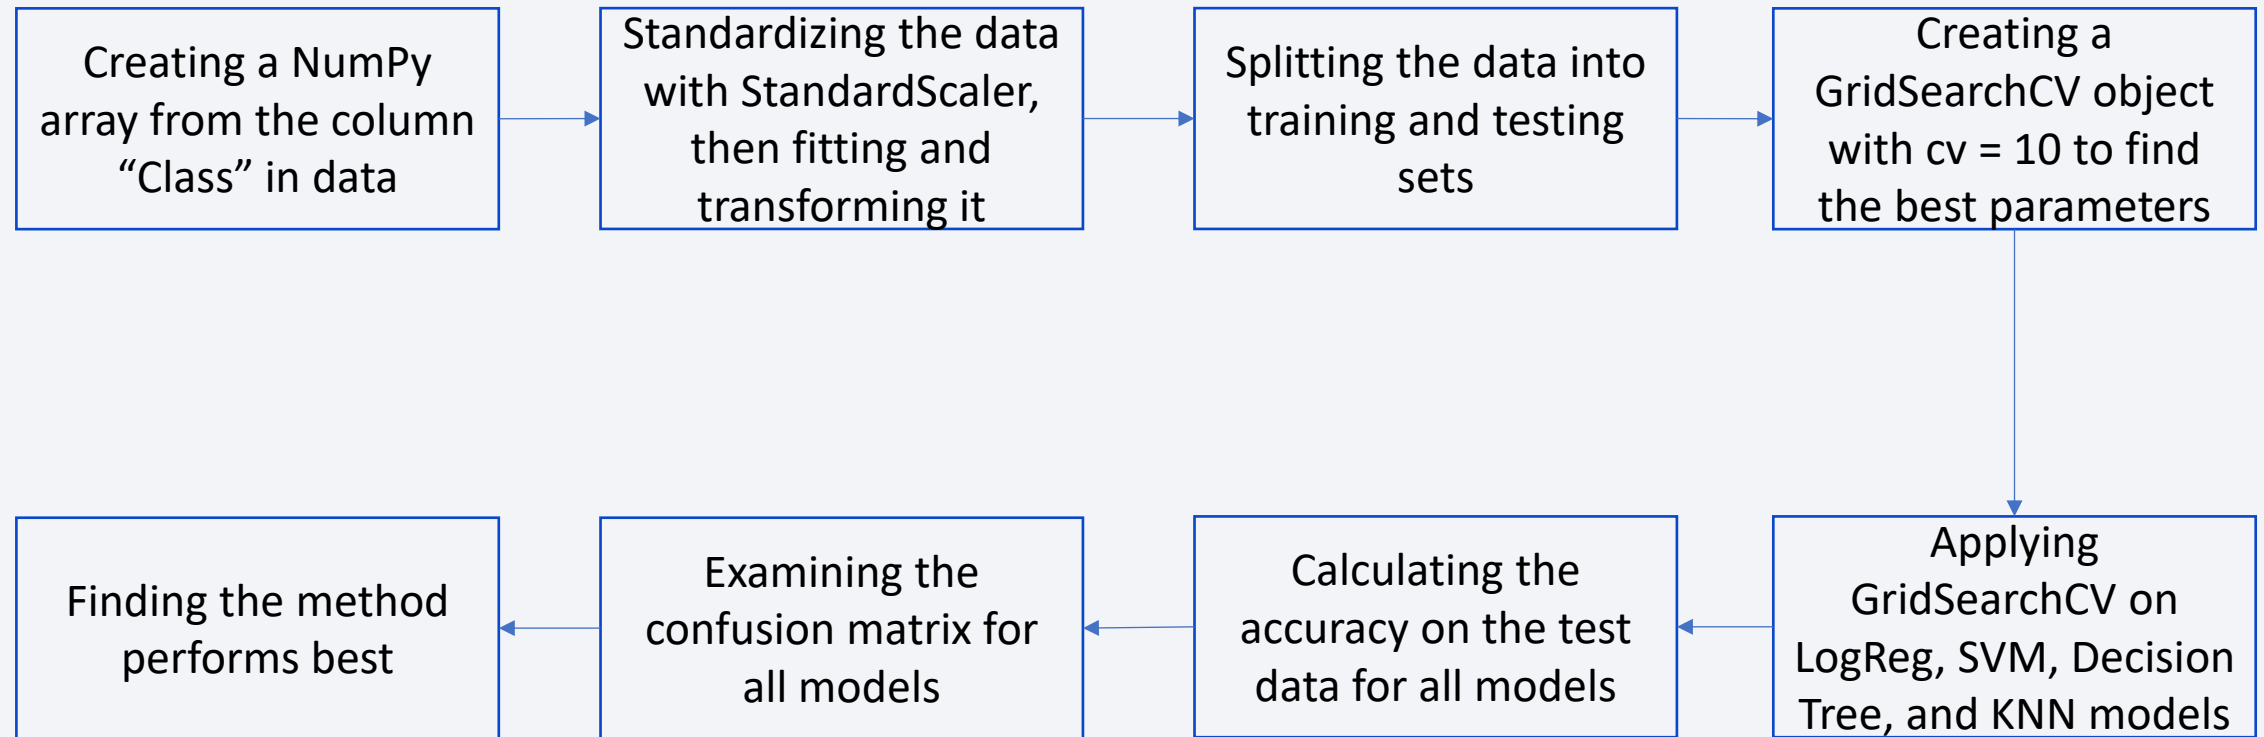 Creating a NumPy
array from the column
“Class” in data
Standardizing the data
with StandardScaler,
then fitting and
transforming it
Splitting the data into
training and testing
sets
Creating a
GridSearchCV object
with cv = 10 to find
the best parameters
Applying
GridSearchCV on
LogReg, SVM, Decision
Tree, and KNN models
Calculating the
accuracy on the test
data for all models
Examining the
confusion matrix for
all models
Finding the method
performs best